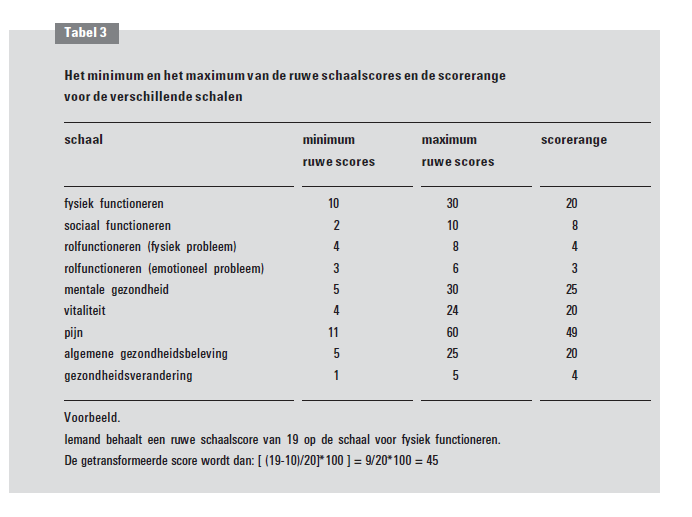 Tabel 3
Het minimum en het maximum van de ruwe schaalscores en de scorerange
voor de verschillende schalen
schaal minimum maximum scorerange
ruwe scores ruwe scores
fysiek functioneren 10 30 20
sociaal functioneren 2 10 8
rolfunctioneren (fysiek probleem) 4 8 4
rolfunctioneren (emotioneel probleem) 3 6 3
mentale gezondheid 5 30 25
vitaliteit 4 24 20
pijn 11 60 49
algemene gezondheidsbeleving 5 25 20
gezondheidsverandering 1 5 4
Voorbeeld.
Iemand behaalt een ruwe schaalscore van 19 op de schaal voor fysiek functioneren.
De getransformeerde score wordt dan: [ (19-10)/20]*100 ] = 9/20*100 = 45